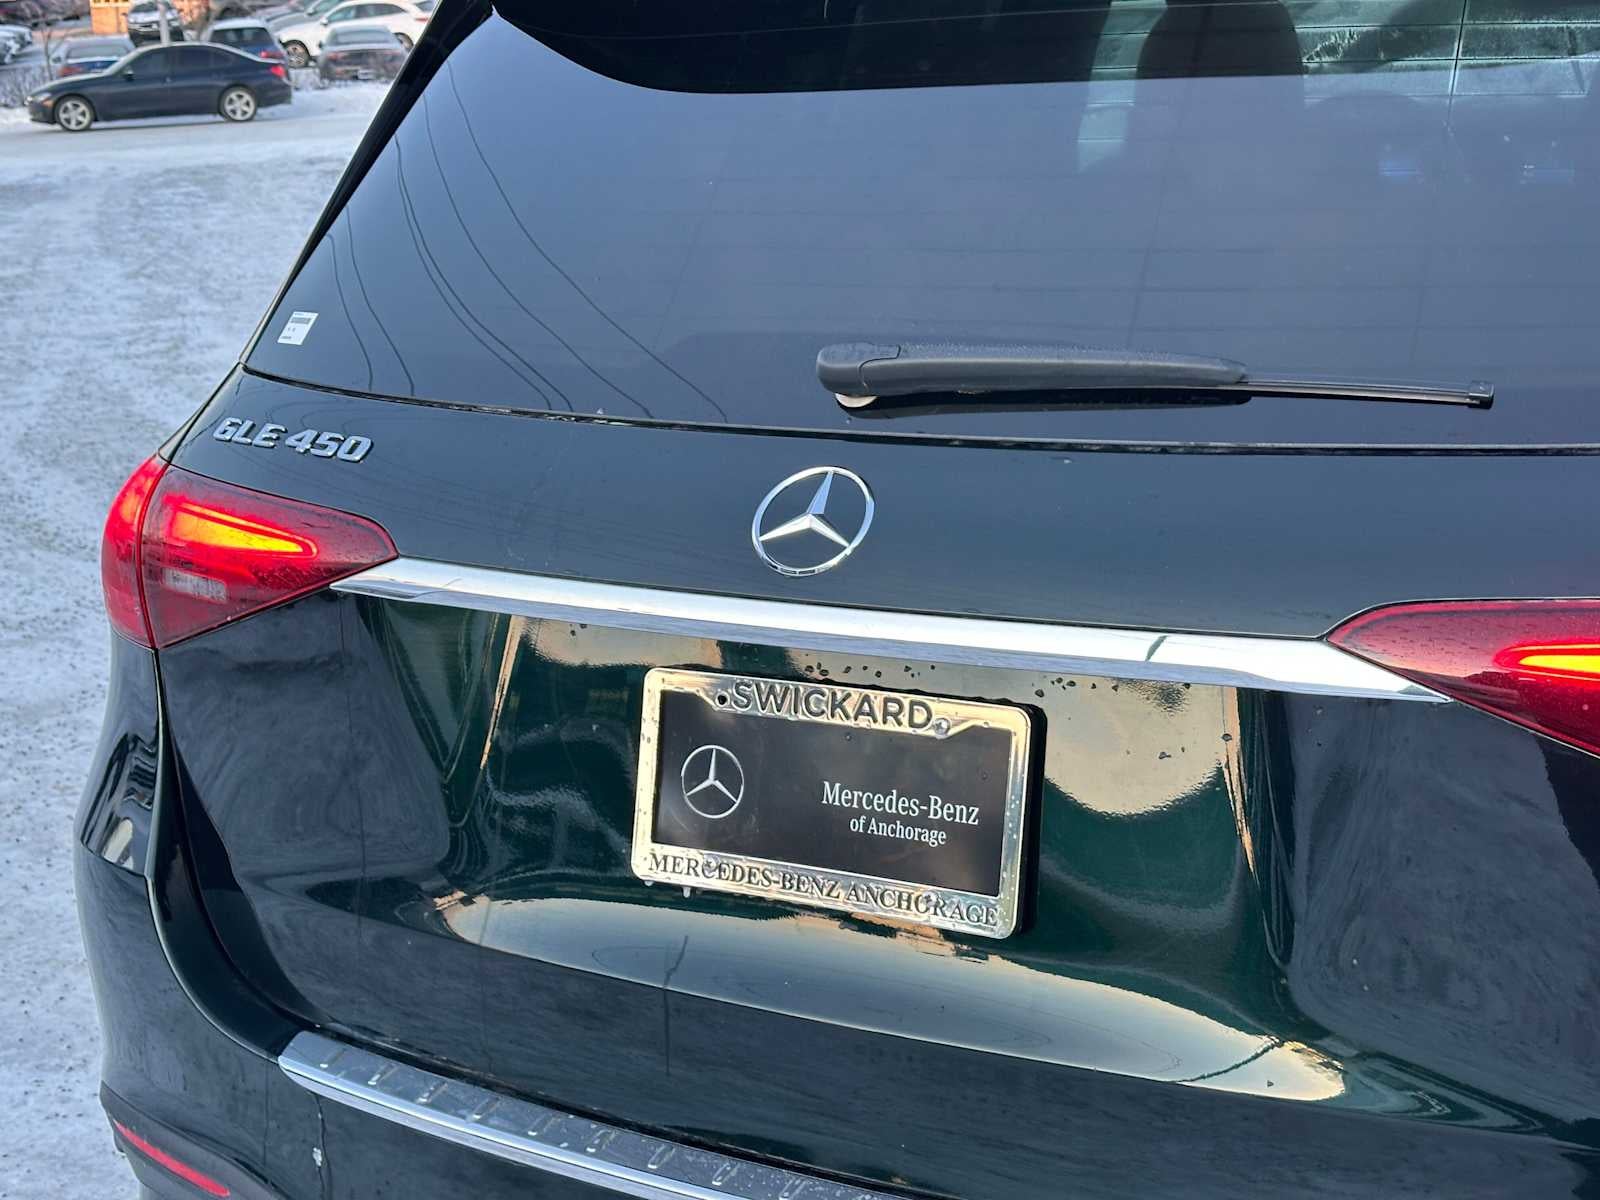 GLE 450
SWICKARD
Mercedes-Benz
of Anchorage
MERCEDES-BENZ ANCHORAGE